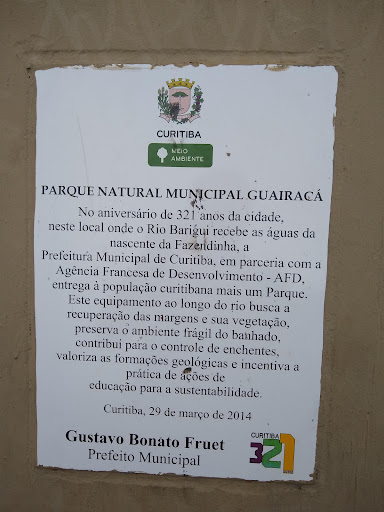 CURITIBA
MEIO
AMBIENTE
PARQUE NATURAL MUNICIPAL GUAIRACÁ
No aniversário de 321 anos da cidade,
neste local onde o Rio Barigui recebe as águas da
nascente da Fazendinha, a
Prefeitura Municipal de Curitiba, em parceria com a
Agência Francesa de Desenvolvimento - AFD,
entrega à população curitibana mais um Parque.
Este equipamento ao longo do rio busca a
recuperação das margens e sua vegetação,
preserva o ambiente frágil do banhado,
contribui para o controle de enchentes,
valoriza as formações geológicas e incentiva a
prática de ações de
educação para a sustentabilidade.
Curitiba, 29 de março de 2014
Gustavo Bonato Fruet
Prefeito Municipal
CURITIBA
321